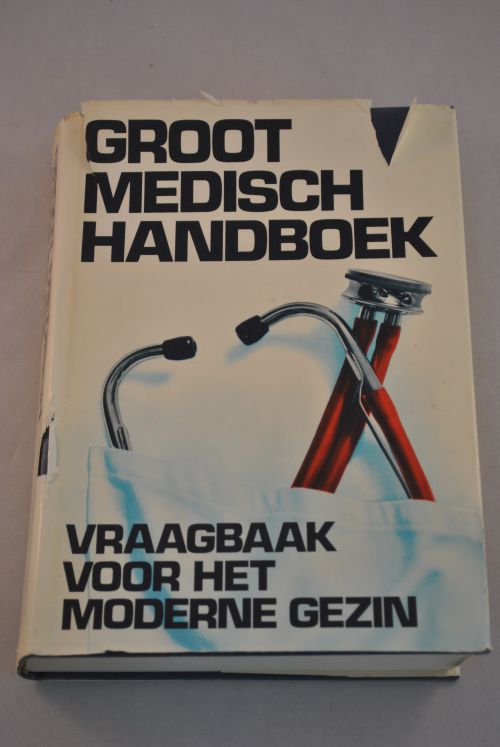 GROOT
MEDISCH
HANDBOEK
VRAAGBAAK
VOOR HET
MODERNE GEZIN